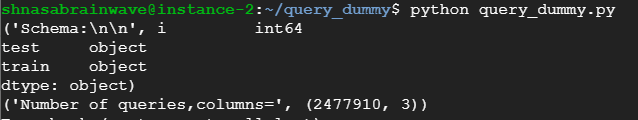 shnasabrainwave@instance-2:~/query_dummy$ python query_dummy.py
('Schema:\n\n', i         int64
test     object
train    object
dtype: object)
('Number of queries,columns=', (2477910, 3))